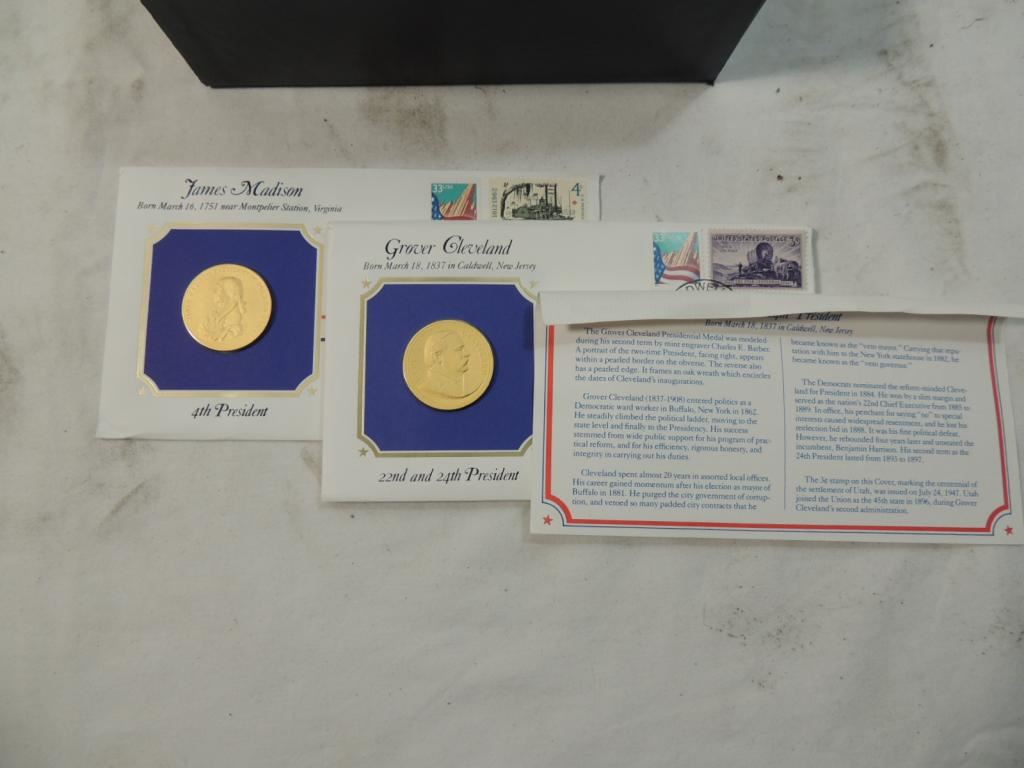 James Madison
Born March 16, 1751 near Montpelier Station, Virginia
33 USA
1812 1962
4¢
4th President
Grover Cleveland
Born March 18, 1837 in Caldwell, New Jersey
33
UNITED STATES POSTAGE 3¢
22nd and 24th President
24th President
Born March 18, 1837 in Caldwell, New Jersey
The Grover Cleveland Presidential Medal was modeled
during his second term by mint engraver Charles E. Barber.
A portrait of the two-time President, facing right, appears
within a pearled border on the obverse. The reverse also
has a pearled edge. It frames an oak wreath which encircles
the dates of Cleveland's inaugurations.
Grover Cleveland (1837-1908) entered politics as a
Democratic ward worker in Buffalo, New York in 1862.
He steadily climbed the political ladder, moving to the
state level and finally to the Presidency. His success
stemmed from wide public support for his program of prac-
tical reform, and for his efficiency, rigorous honesty, and
integrity in carrying out his duties.
Cleveland spent almost 20 years in assorted local offices.
His career gained momentum after his election as mayor of
Buffalo in 1881. He purged the city government of corrup-
tion, and vetoed so many padded city contracts that he
became known as the "veto mayor." Carrying that repu-
tation with him to the New York statehouse in 1882, he
became known as the "veto governor."
The Democrats nominated the reform-minded Cleve-
land for President in 1884. He won by a slim margin and
served as the nation's 22nd Chief Executive from 1885 to
1889. In office, his penchant for saying "no" to special
interests caused widespread resentment, and he lost his
reelection bid in 1888. It was his first political defeat.
However, he rebounded four years later and unseated the
incumbent, Benjamin Harrison. His second term as the
24th President lasted from 1893 to 1897.
The 3¢ stamp on this Cover, marking the centennial of
the settlement of Utah, was issued on July 24, 1947. Utah
joined the Union as the 45th state in 1896, during Grover
Cleveland's second administration.